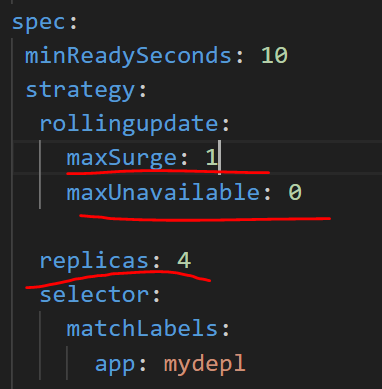 spec:
minReadySeconds: 10
strategy:
rollingupdate:
maxSurge: 1
maxUnavailable: 0
replicas: 4
selector:
matchLabels:
app: mydepl